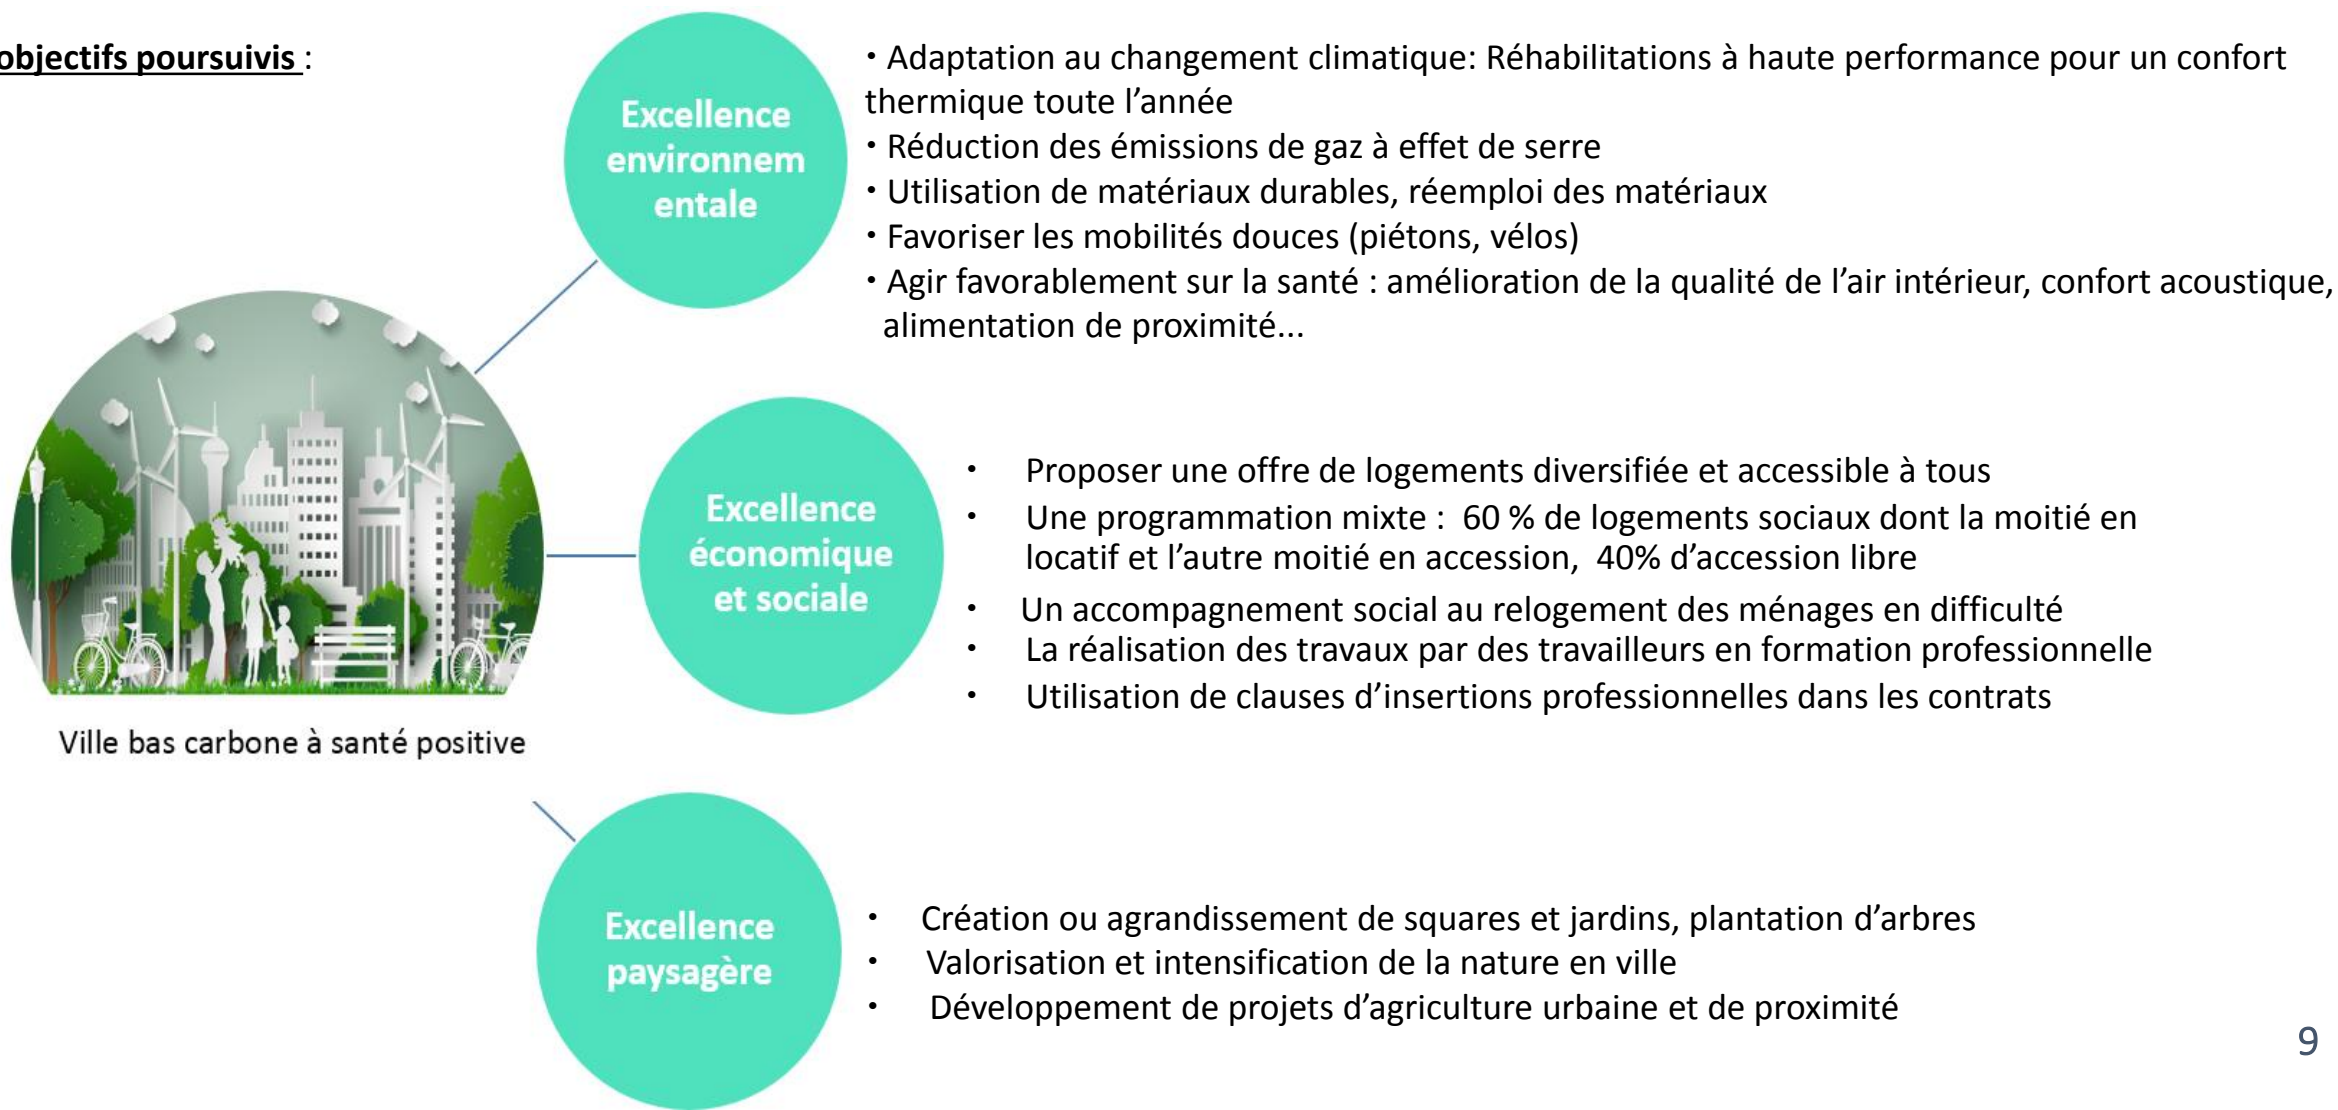 objectifs poursuivis :
Excellence
environnem
entale
• Adaptation au changement climatique: Réhabilitations à haute performance pour un confort
thermique toute l’année
• Réduction des émissions de gaz à effet de serre
• Utilisation de matériaux durables, réemploi des matériaux
• Favoriser les mobilités douces (piétons, vélos)
• Agir favorablement sur la santé : amélioration de la qualité de l’air intérieur, confort acoustique,
alimentation de proximité...
Excellence
économique
et sociale
• Proposer une offre de logements diversifiée et accessible à tous
• Une programmation mixte : 60 % de logements sociaux dont la moitié en
locatif et l’autre moitié en accession, 40% d’accession libre
• Un accompagnement social au relogement des ménages en difficulté
• La réalisation des travaux par des travailleurs en formation professionnelle
• Utilisation de clauses d’insertions professionnelles dans les contrats
Ville bas carbone à santé positive
Excellence
paysagère
• Création ou agrandissement de squares et jardins, plantation d’arbres
• Valorisation et intensification de la nature en ville
• Développement de projets d’agriculture urbaine et de proximité
9